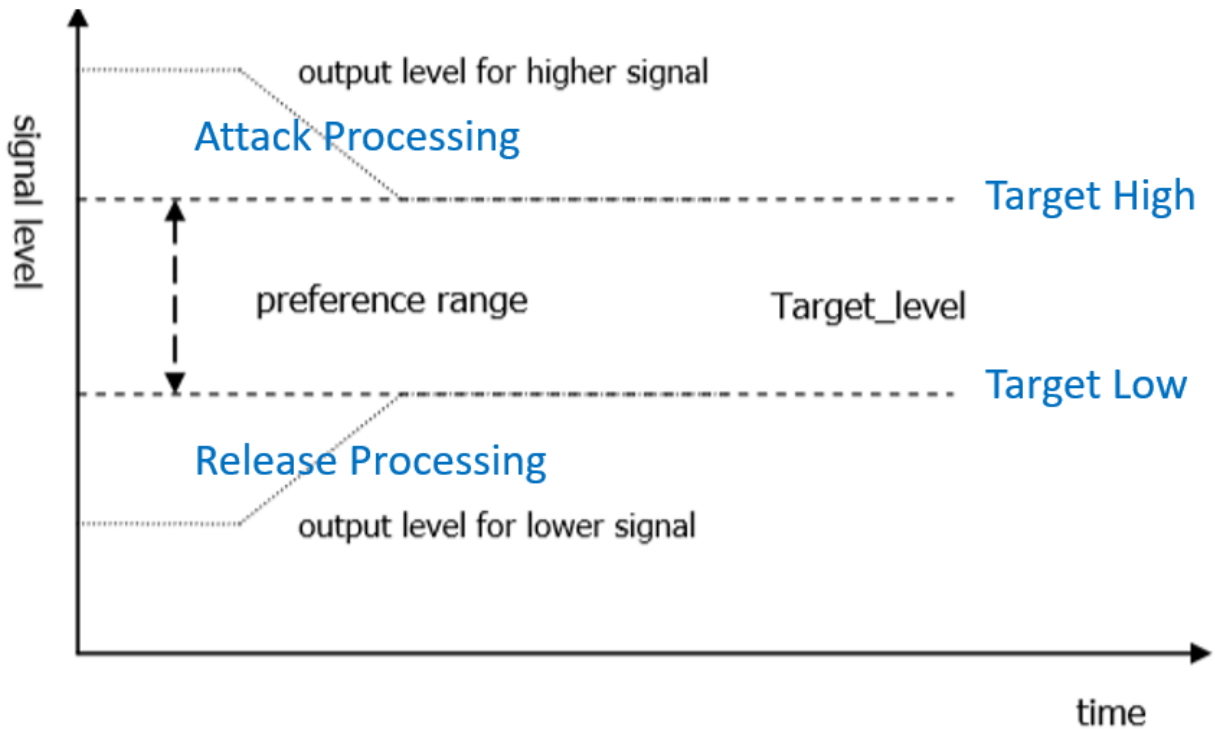 output level for higher signal
Attack Processing
signal level
Target High
preference range
Target_level
Target Low
Release Processing
output level for lower signal
time